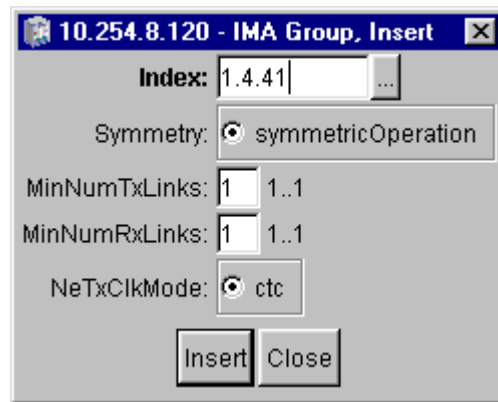 10.254.8.120 - IMA Group, Insert
Index: 1.4.41 ...
Symmetry: symmetricOperation
MinNumTxLinks: 1 1..1
MinNumRxLinks: 1 1..1
NeTxClkMode: ctc
Insert Close